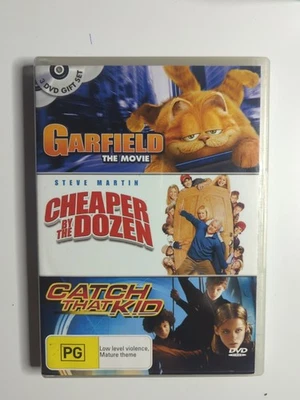 3 DVD GIFT SET
GARFIELD
THE MOVIE
STEVE MARTIN
CHEAPER
BY THE
DOZEN
CATCH
THAT KID
PG
Low level violence,
Mature theme
DVD